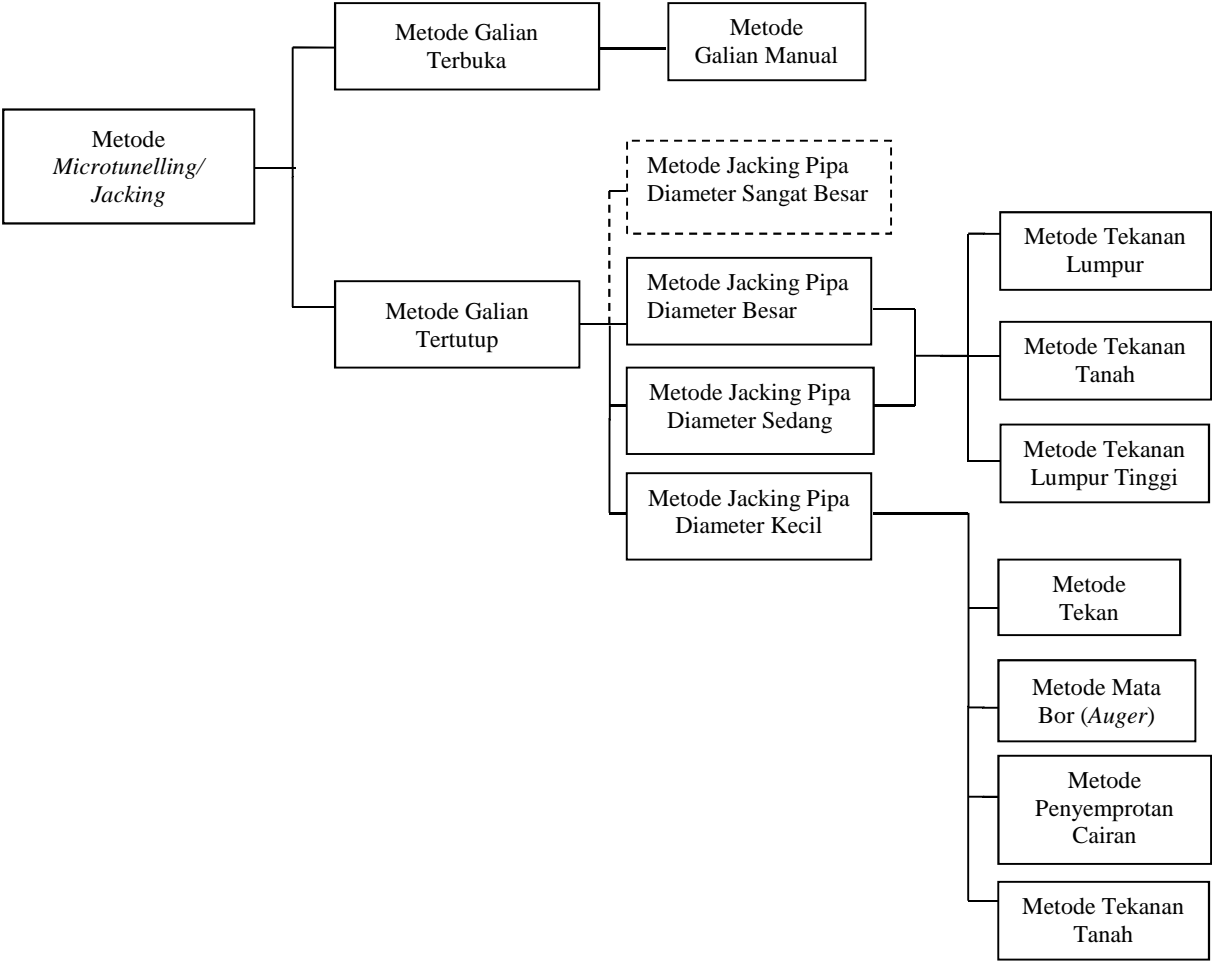 Metode
Microtunelling/
Jacking
Metode Galian
Terbuka
Metode
Galian Manual
Metode Galian
Tertutup
Metode Jacking Pipa
Diameter Sangat Besar
Metode Jacking Pipa
Diameter Besar
Metode Jacking Pipa
Diameter Sedang
Metode Jacking Pipa
Diameter Kecil
Metode Tekanan
Lumpur
Metode Tekanan
Tanah
Metode Tekanan
Lumpur Tinggi
Metode
Tekan
Metode Mata
Bor (Auger)
Metode
Penyemprotan
Cairan
Metode Tekanan
Tanah